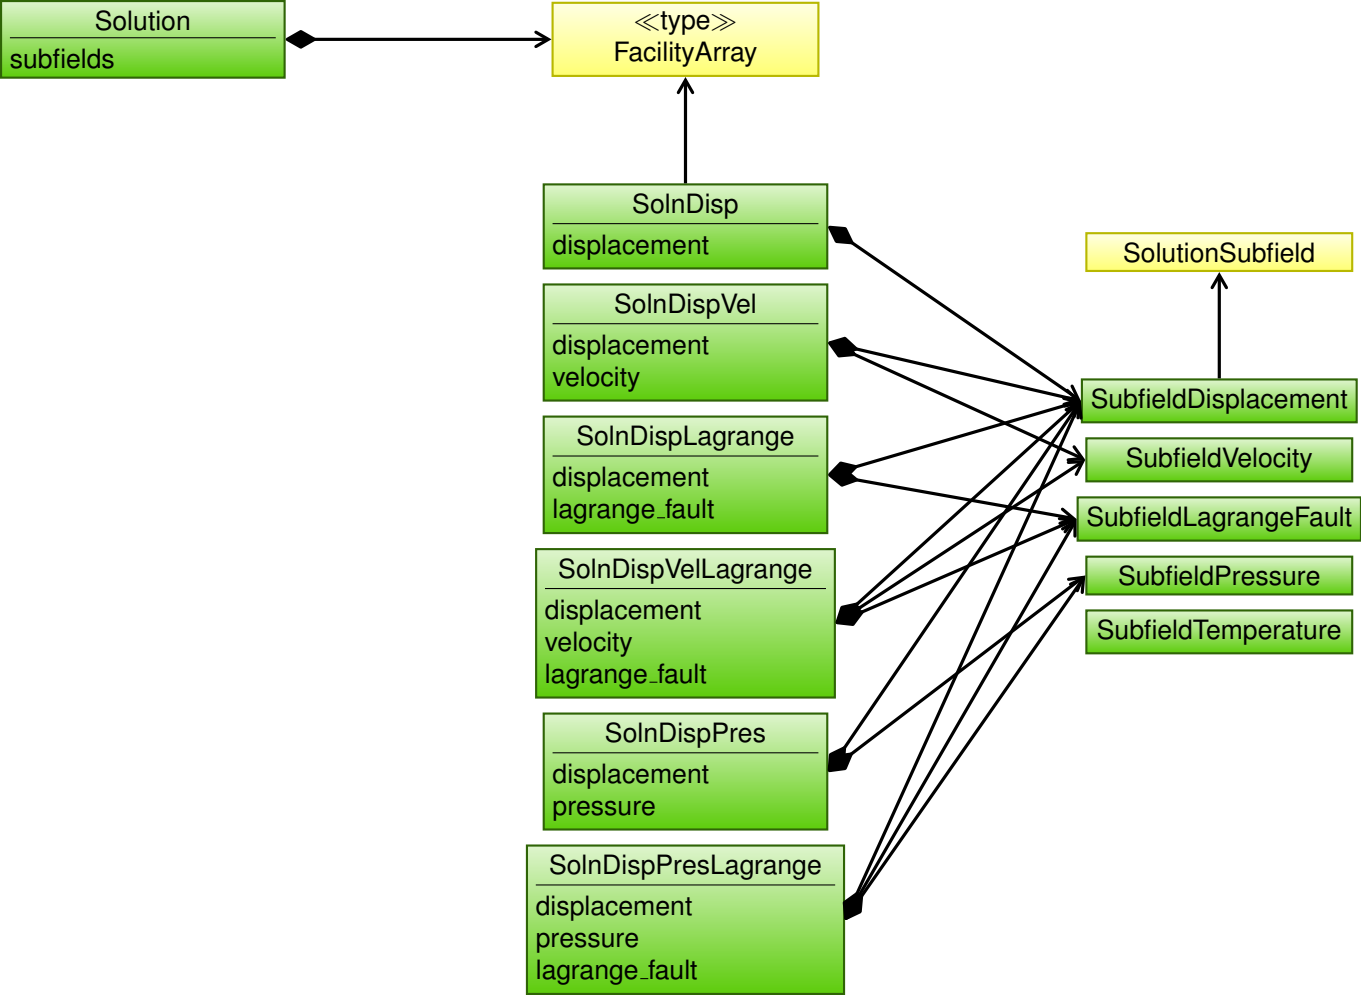 Solution
subfields
≪type≫
FacilityArray
SolnDisp
displacement
SolnDispVel
displacement
velocity
SolnDispLagrange
displacement
lagrange_fault
SolnDispVelLagrange
displacement
velocity
lagrange_fault
SolnDispPres
displacement
pressure
SolnDispPresLagrange
displacement
pressure
lagrange_fault
SolutionSubfield
SubfieldDisplacement
SubfieldVelocity
SubfieldLagrangeFault
SubfieldPressure
SubfieldTemperature